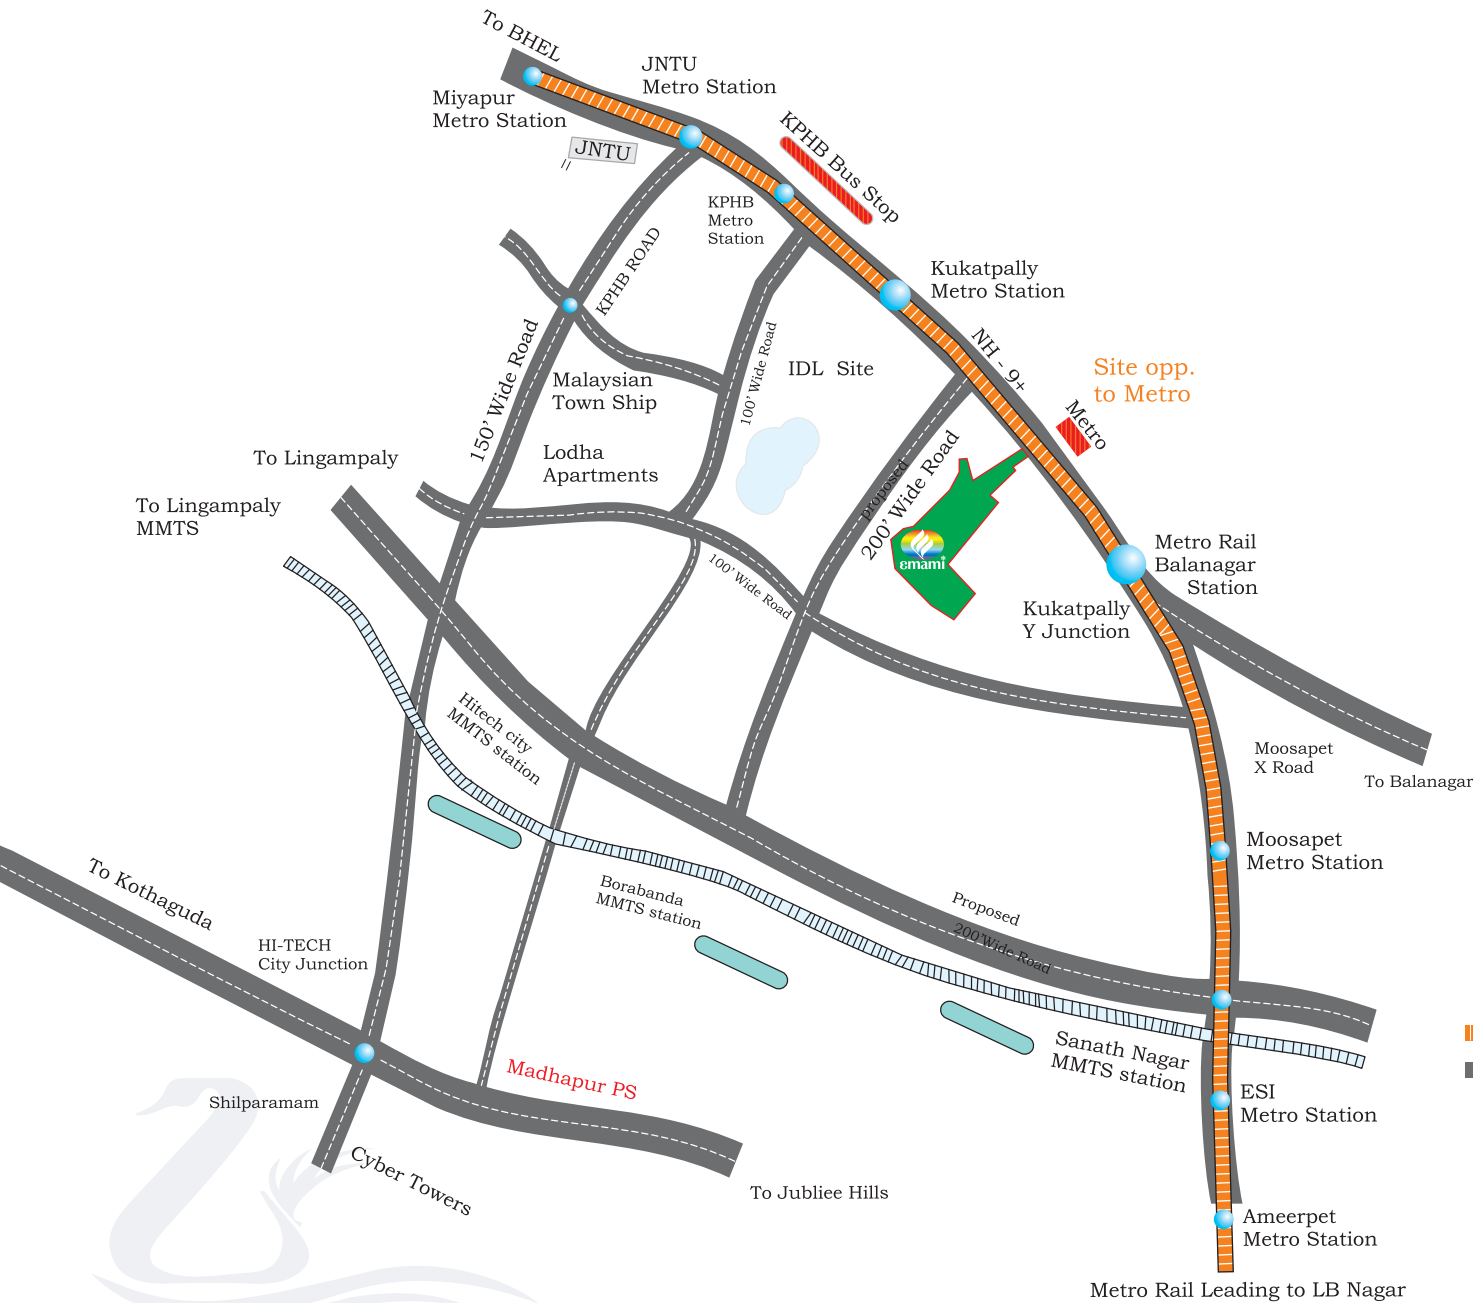 To BHEL
JNTU
Metro Station
Miyapur
Metro Station
JNTU
KPHB Bus Stop
KPHB
Metro
Station
KPHB ROAD
Kukatpally
Metro Station
NH - 9+
150' Wide Road
100' Wide Road
IDL Site
Site opp.
to Metro
Metro
Malaysian
Town Ship
Lodha
Apartments
To Lingampaly
To Lingampaly
MMTS
proposed
200' Wide Road
emami
100' Wide Road
Metro Rail
Balanagar
Station
Kukatpally
Y Junction
Hitech city
MMTS station
Moosapet
X Road
To Balanagar
Moosapet
Metro Station
To Kothaguda
Borabanda
MMTS station
Proposed
200'Wide Road
HI-TECH
City Junction
Sanath Nagar
MMTS station
Madhapur PS
ESI
Metro Station
Shilparamam
Cyber Towers
To Jubliee Hills
Ameerpet
Metro Station
Metro Rail Leading to LB Nagar